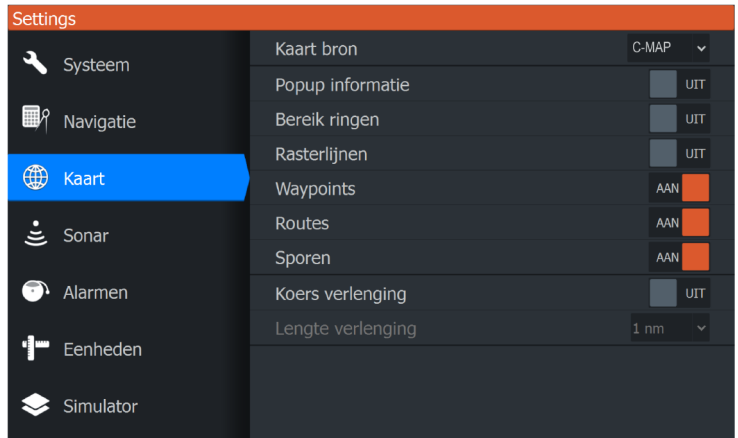 Settings
Systeem
Navigatie
Kaart
Sonar
Alarmen
Eenheden
Simulator
Kaart bron C-MAP
Popup informatie UIT
Bereik ringen UIT
Rasterlijnen UIT
Waypoints AAN
Routes AAN
Sporen AAN
Koers verlenging UIT
Lengte verlenging 1 nm